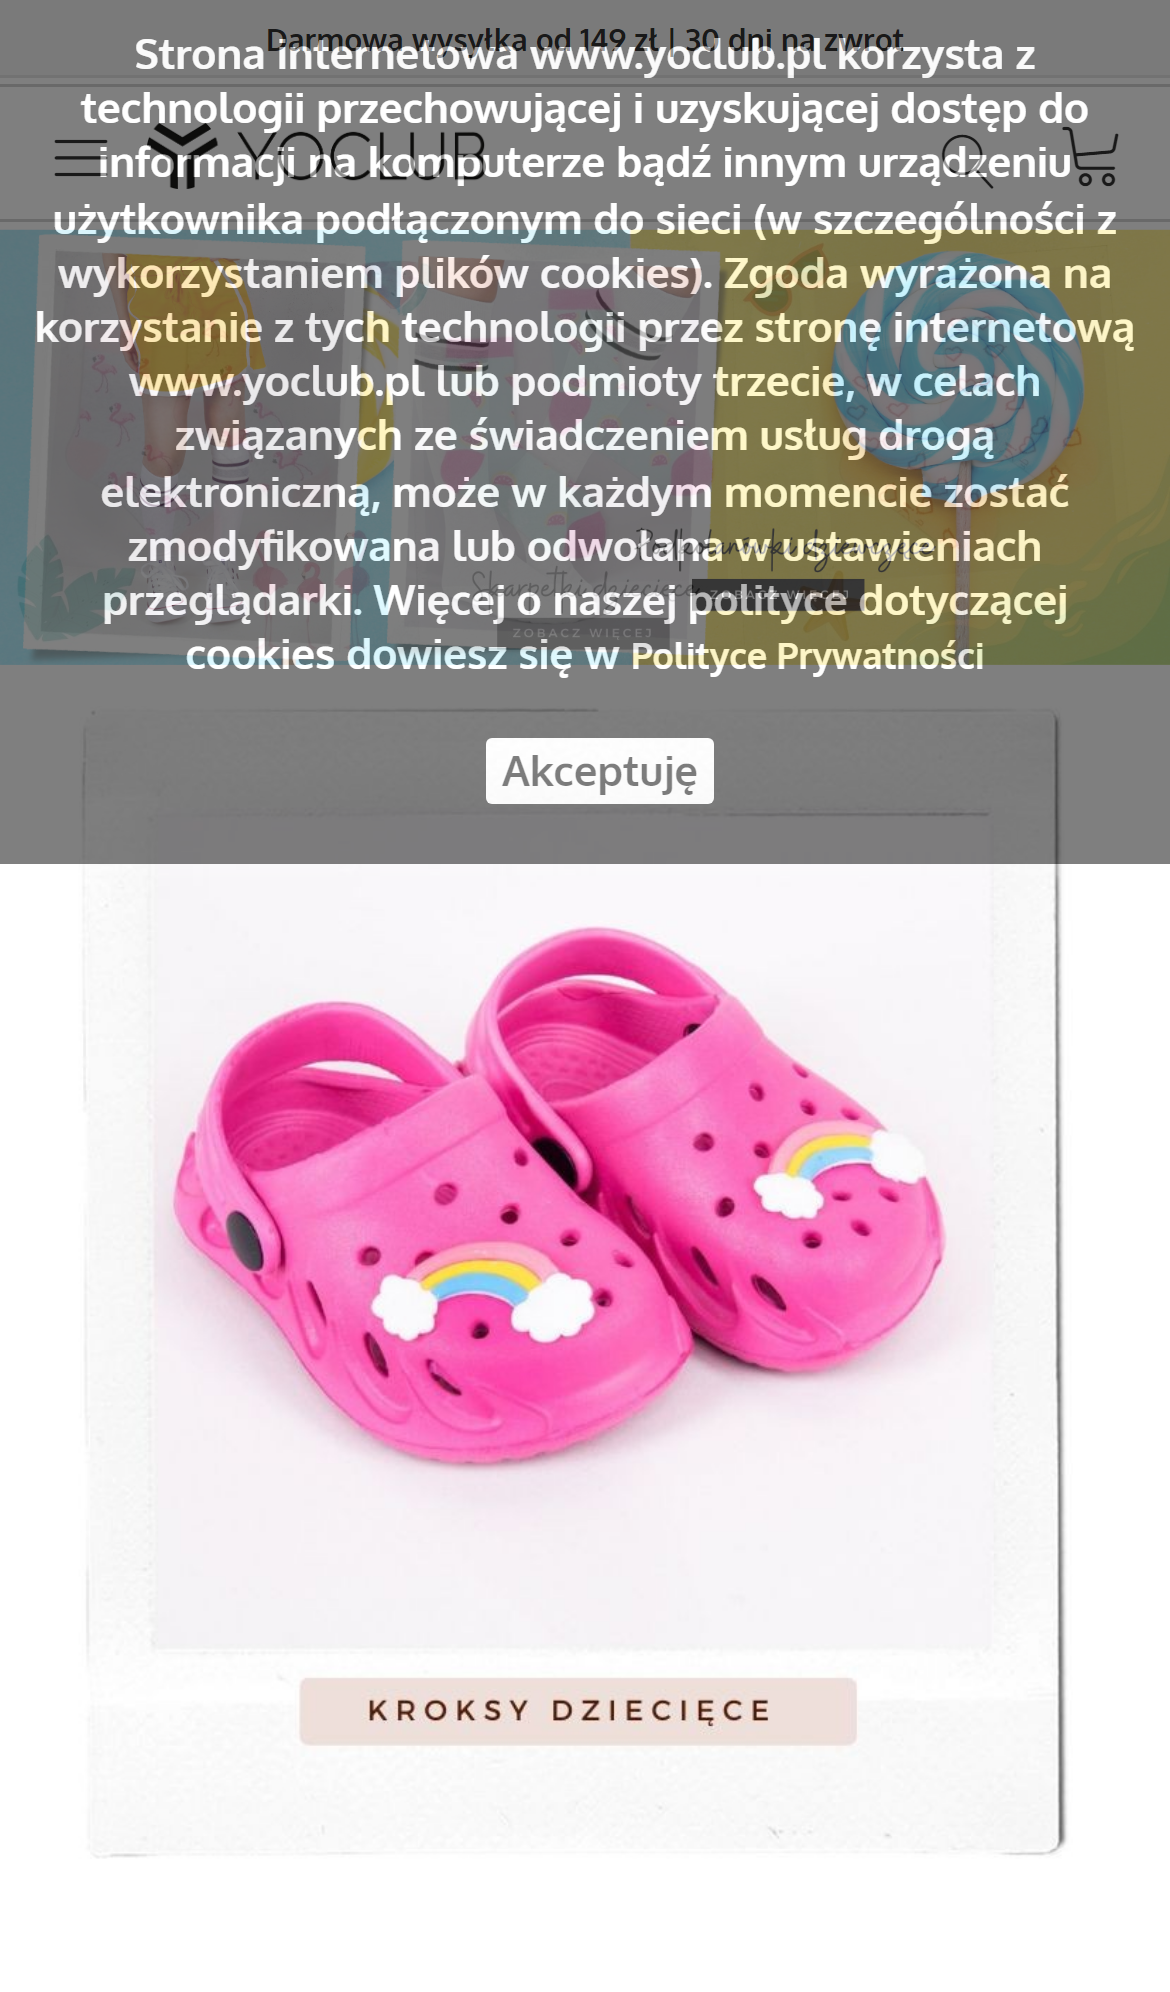 Darmowa wysyłka od 149 zł | 30 dni na zwrot
Strona internetowa www.yoclub.pl korzysta z
technologii przechowującej i uzyskującej dostęp do
YOCLUB
informacji na komputerze bądź innym urządzeniu
użytkownika podłączonym do sieci (w szczególności z
wykorzystaniem plików cookies). Zgoda wyrażona na
korzystanie z tych technologii przez stronę internetową
www.yoclub.pl lub podmioty trzecie, w celach
związanych ze świadczeniem usług drogą
elektroniczną, może w każdym momencie zostać
zmodyfikowana lub odwołana w ustawieniach
przeglądarki. Więcej o naszej polityce dotyczącej
cookies dowiesz się w Polityce Prywatności
Podkolanówki dziewczęce
ZOBACZ WIĘCEJ
Skarpetki dziecięce
ZOBACZ WIĘCEJ
Akceptuję
KROKSY DZIECIĘCE